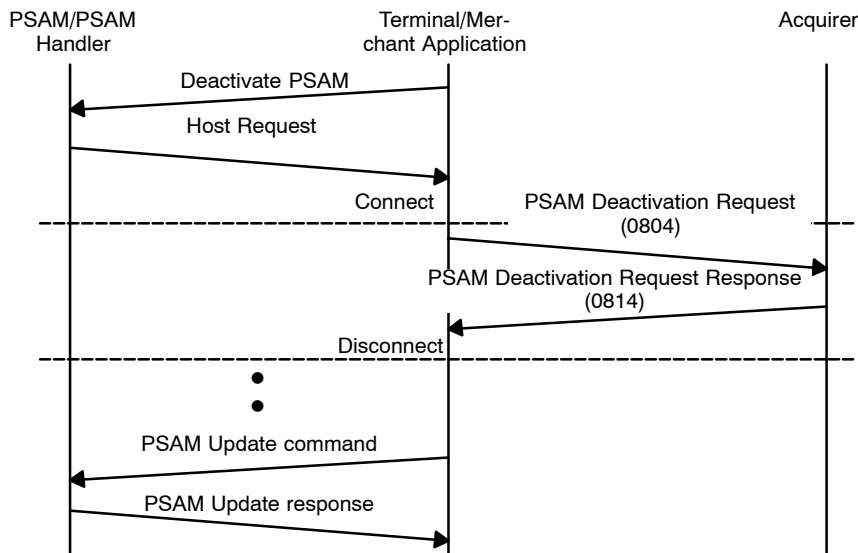 PSAM/PSAM
Handler
Terminal/Mer-
chant Application
Acquirer
Deactivate PSAM
Host Request
Connect
PSAM Deactivation Request
(0804)
PSAM Deactivation Request Response
(0814)
Disconnect
PSAM Update command
PSAM Update response